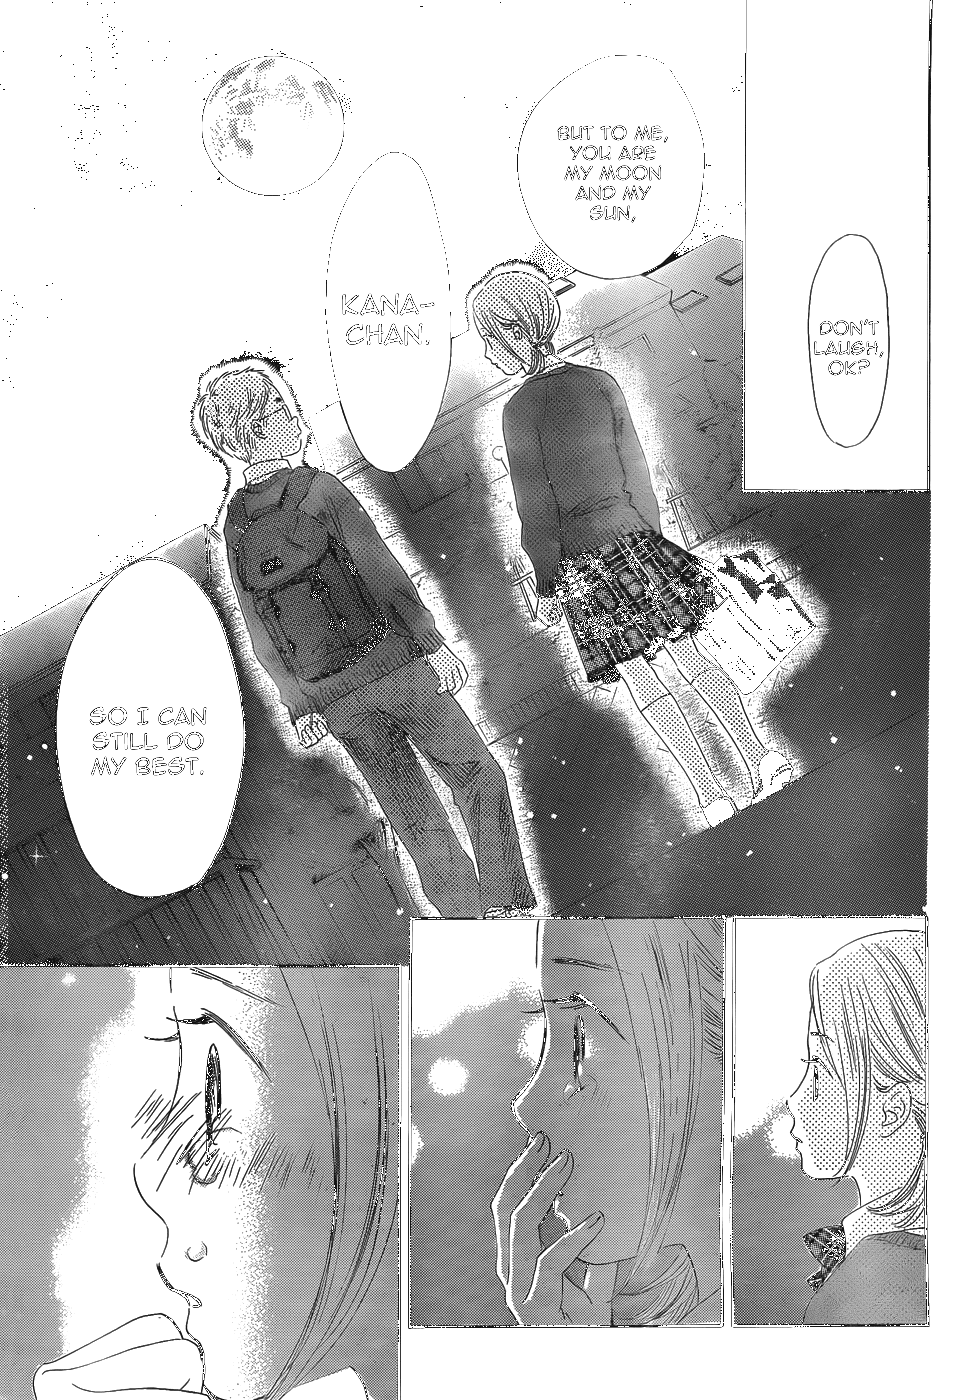 DON'T
LAUGH,
OK?
BUT TO ME,
YOU ARE
MY MOON
AND MY
SUN,
KANA-
CHAN.
SO I CAN
STILL DO
MY BEST.